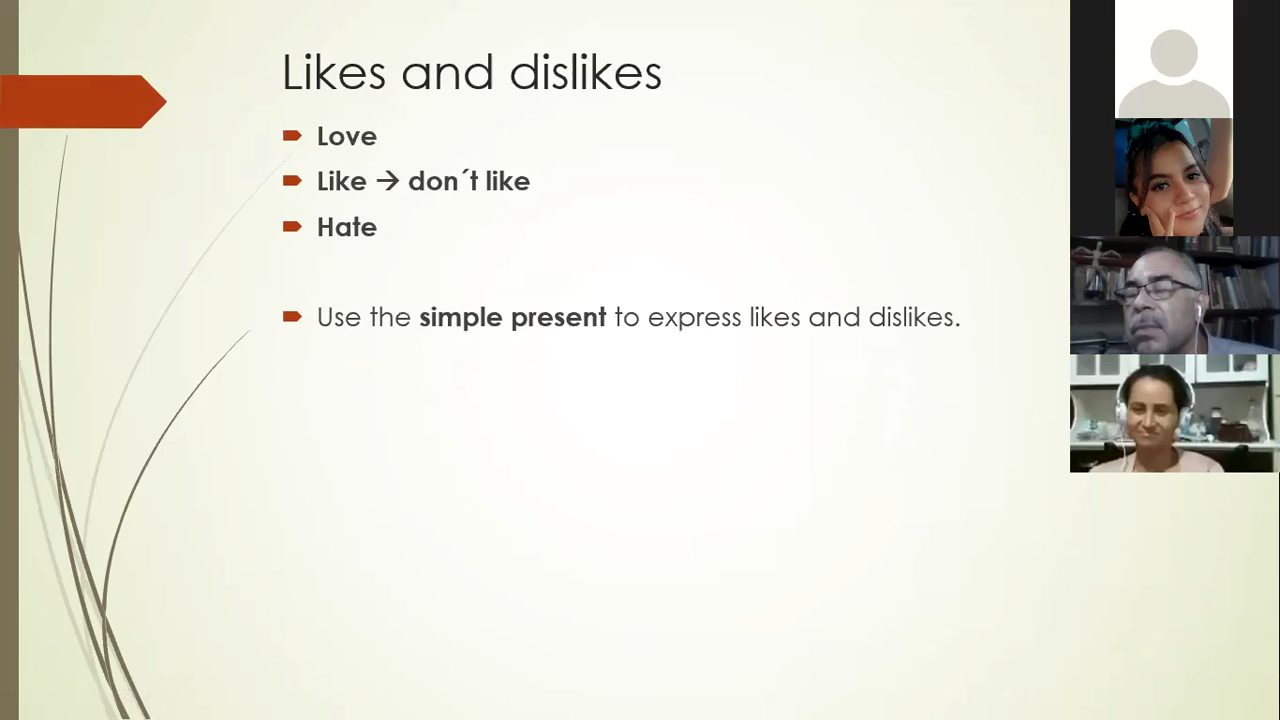 Likes and dislikes
Love
Like → don´t like
Hate
Use the simple present to express likes and dislikes.